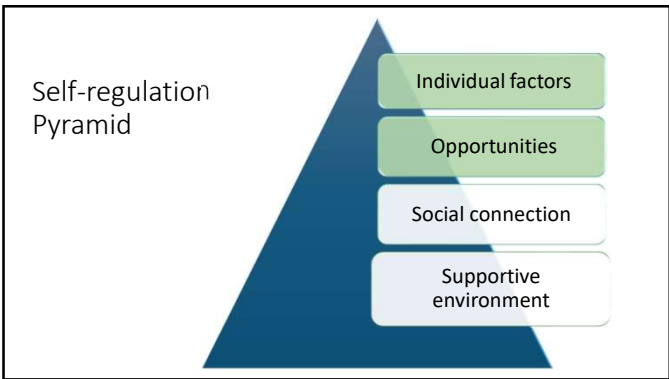 Self-regulation
Pyramid
Individual factors
Opportunities
Social connection
Supportive
environment